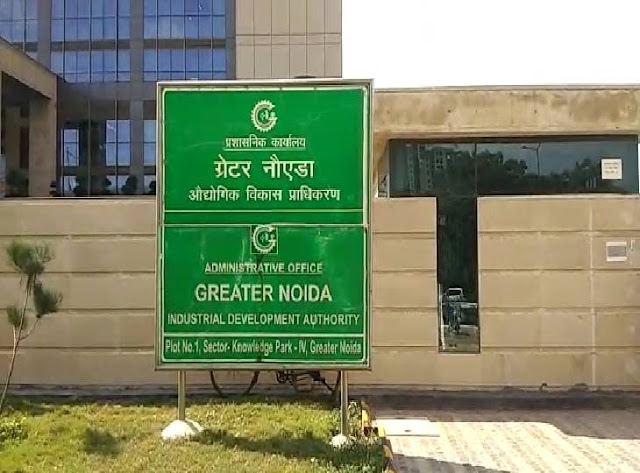 प्रशासनिक कार्यालय
ग्रेटर नौएडा
औद्योगिक विकास प्राधिकरण
ADMINISTRATIVE OFFICE
GREATER NOIDA
INDUSTRIAL DEVELOPMENT AUTHORITY
Plot No.1, Sector- Knowledge Park - IV, Greater Noida